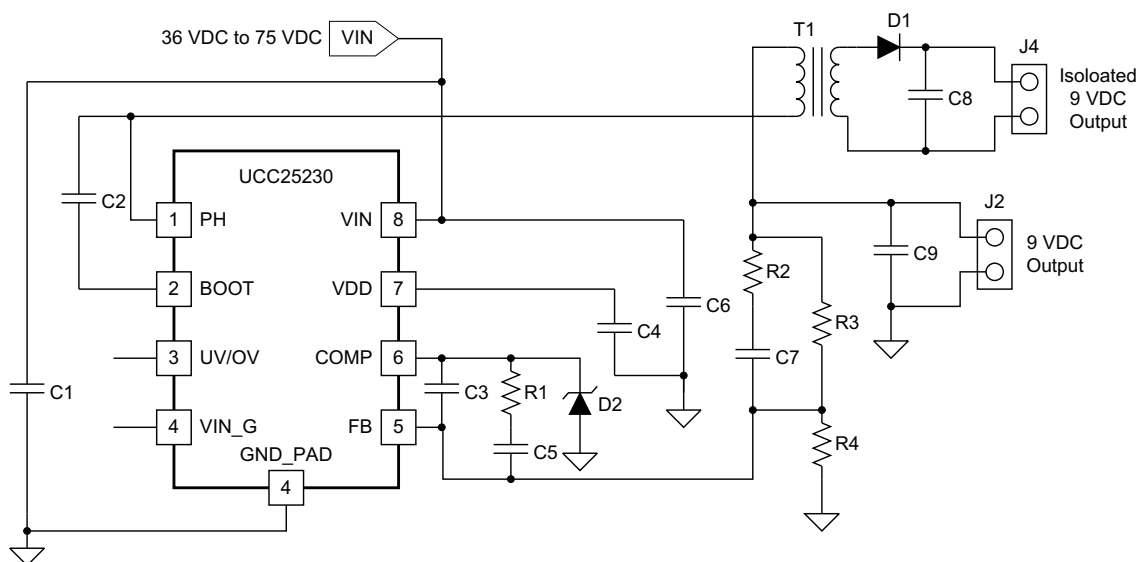 36 VDC to 75 VDC
VIN
T1
D1
J4
C8
Isoloated
9 VDC
Output
UCC25230
C2
1
PH
VIN
8
2
BOOT
VDD
7
3
UV/OV
COMP
6
4
VIN_G
FB
5
GND_PAD
4
C1
C3
R1
C5
D2
C4
C6
R2
C7
R3
R4
C9
J2
9 VDC
Output